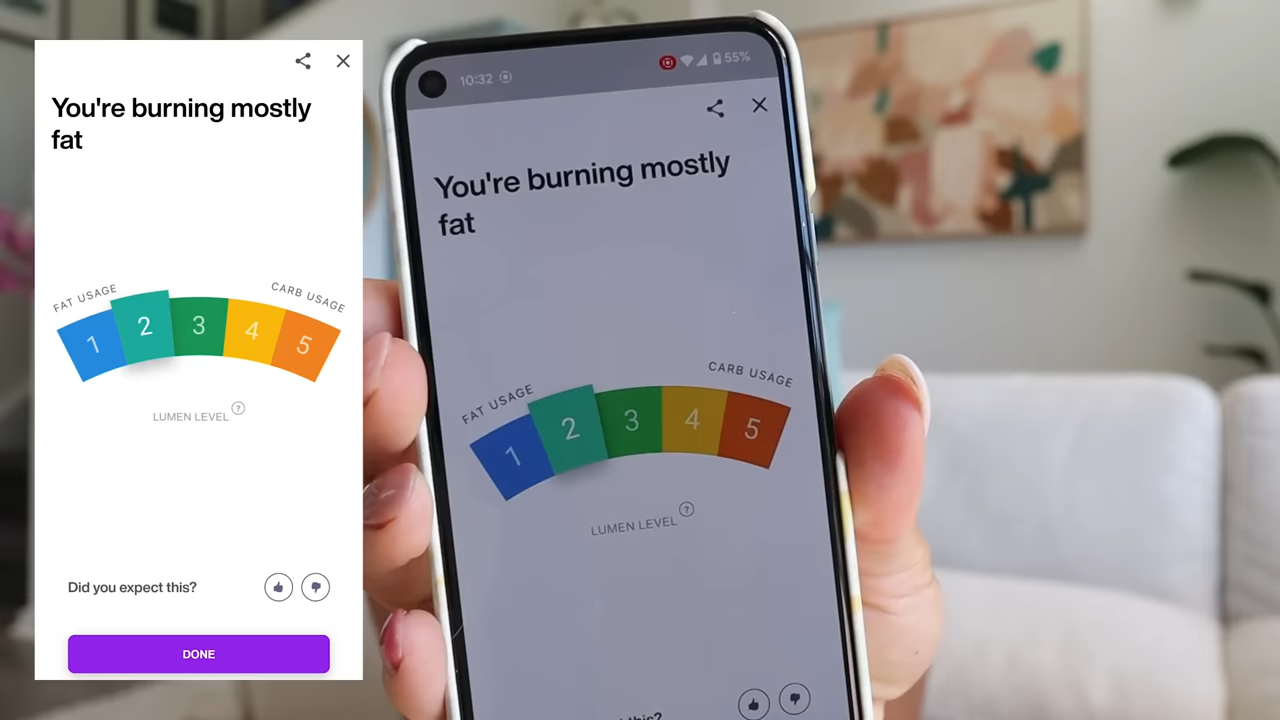 You're burning mostly
fat
FAT USAGE
CARB USAGE
1 2 3 4 5
LUMEN LEVEL ?
Did you expect this?
DONE
10:32
55%
You're burning mostly
fat
FAT USAGE
CARB USAGE
1 2 3 4 5
LUMEN LEVEL ?
this?